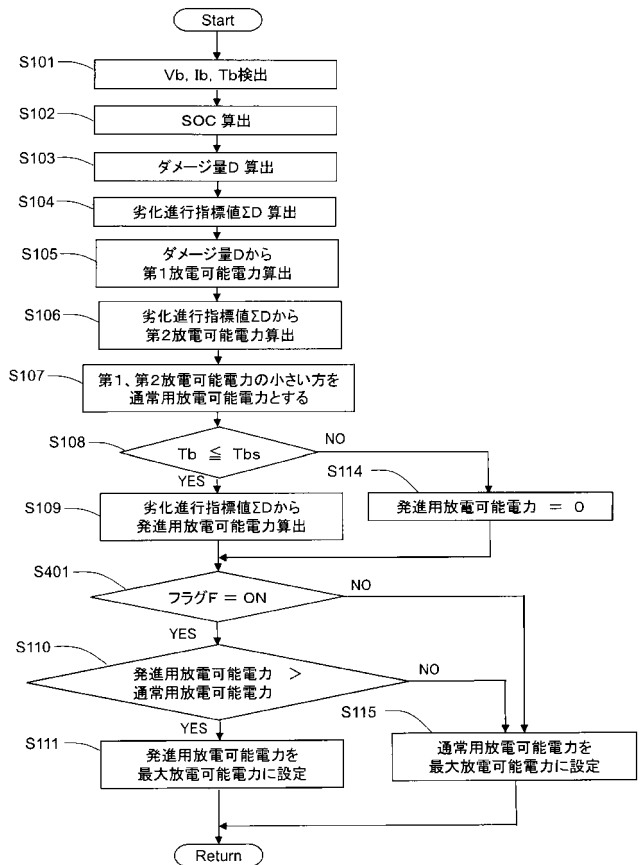 Start
S101
Vb, Ib, Tb検出
S102
SOC 算出
S103
ダメージ量D 算出
S104
劣化進行指標値ΣD 算出
S105
ダメージ量Dから
第1放電可能電力算出
S106
劣化進行指標値ΣDから
第2放電可能電力算出
S107
第1、第2放電可能電力の小さい方を
通常用放電可能電力とする
S108
Tb ≦ Tbs
NO
YES
S114
発進用放電可能電力 = 0
S109
劣化進行指標値ΣDから
発進用放電可能電力算出
S401
フラグF = ON
NO
YES
S110
発進用放電可能電力 >
通常用放電可能電力
NO
YES
S115
通常用放電可能電力を
最大放電可能電力に設定
S111
発進用放電可能電力を
最大放電可能電力に設定
Return